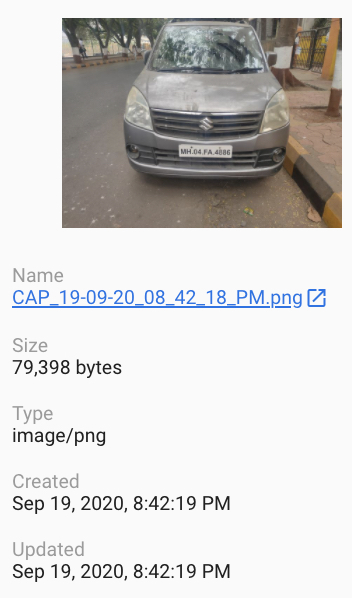 MH.04.FA.4886
Name
CAP_19-09-20_08_42_18_PM.png
Size
79,398 bytes
Type
image/png
Created
Sep 19, 2020, 8:42:19 PM
Updated
Sep 19, 2020, 8:42:19 PM